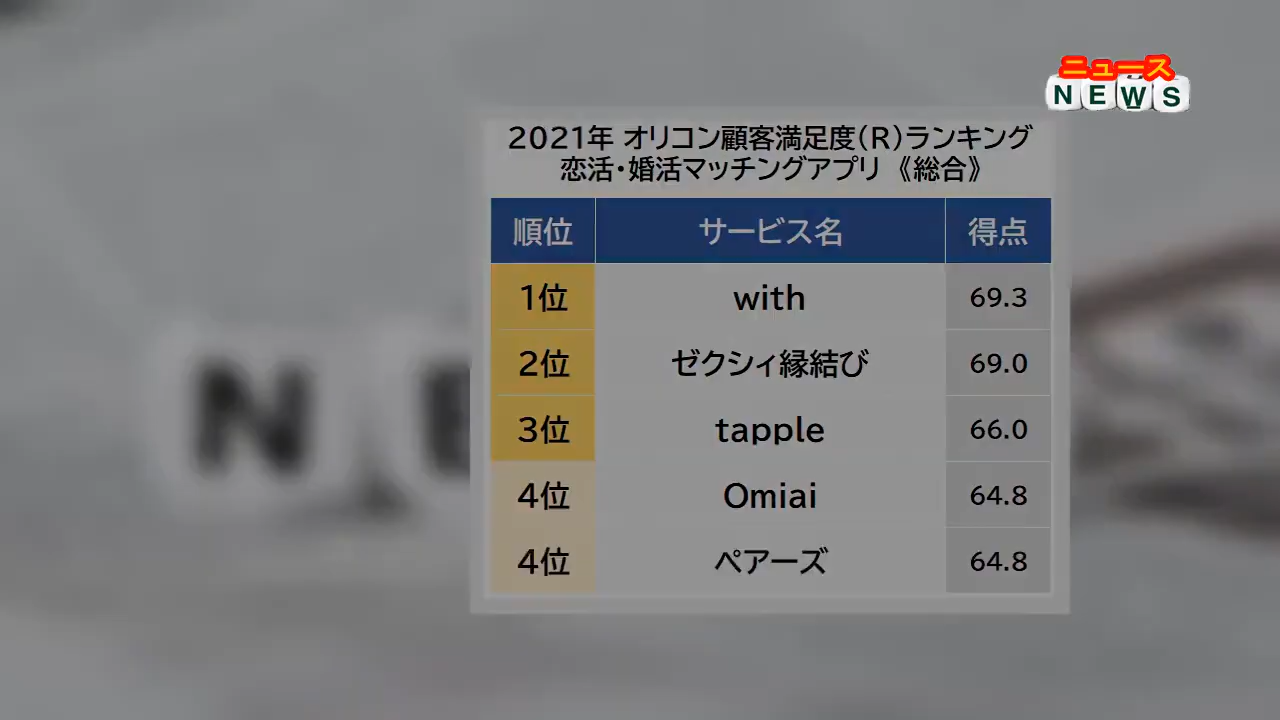 ニュース
NEWS
2021年 オリコン顧客満足度(R)ランキング
恋活・婚活マッチングアプリ 《総合》
順位 サービス名 得点
1位 with 69.3
2位 ゼクシィ縁結び 69.0
3位 tapple 66.0
4位 Omiai 64.8
4位 ペアーズ 64.8
N E